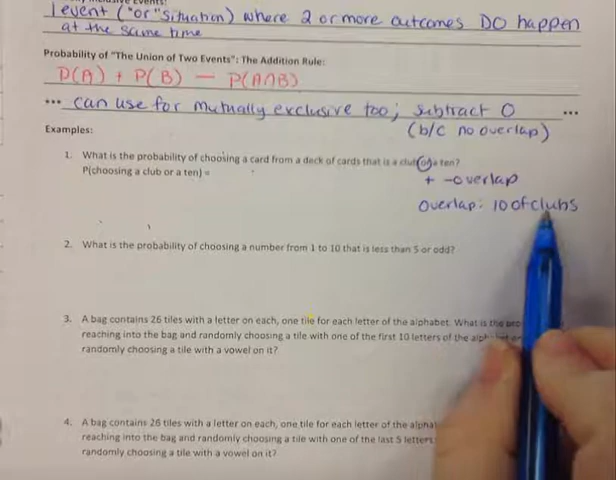 1 event ("or" situation) where 2 or more outcomes DO happen
at the same time
Probability of "The Union of Two Events": The Addition Rule:
P(A) + P(B) - P(A∩B)
... can use for mutually exclusive too; subtract 0 ...
(b/c no overlap)
Examples:
1. What is the probability of choosing a card from a deck of cards that is a club or a ten?
+ -overlap
P(choosing a club or a ten) =
overlap: 10 of clubs
2. What is the probability of choosing a number from 1 to 10 that is less than 5 or odd?
3. A bag contains 26 tiles with a letter on each, one tile for each letter of the alphabet. What is the
reaching into the bag and randomly choosing a tile with one of the first 10 letters of the
randomly choosing a tile with a vowel on it?
4. A bag contains 26 tiles with a letter on each, one tile for each letter of the
reaching into the bag and randomly choosing a tile with one of the last 5 letters
randomly choosing a tile with a vowel on it?